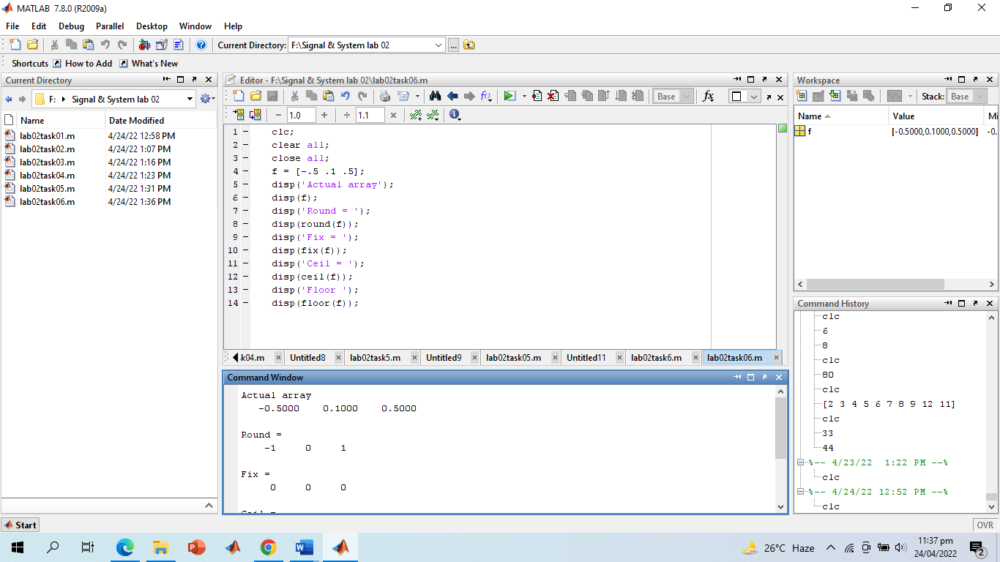 MATLAB 7.8.0 (R2009a)
File Edit Debug Parallel Desktop Window Help
Current Directory: F:\Signal & System lab 02 ...
Shortcuts How to Add What's New
Current Directory
F: Signal & System lab 02
Name Date Modified
lab02task01.m 4/24/22 12:58 PM
lab02task02.m 4/24/22 1:07 PM
lab02task03.m 4/24/22 1:16 PM
lab02task04.m 4/24/22 1:23 PM
lab02task05.m 4/24/22 1:31 PM
lab02task06.m 4/24/22 1:36 PM
Editor - F:\Signal & System lab 02\lab02task06.m
Base
− 1.0 + ÷ 1.1 ×
1 – clc;
2 – clear all;
3 – close all;
4 – f = [-.5 .1 .5];
5 – disp('Actual array');
6 – disp(f);
7 – disp('Round = ');
8 – disp(round(f));
9 – disp('Fix = ');
10 – disp(fix(f));
11 – disp('Ceil = ');
12 – disp(ceil(f));
13 – disp('Floor ');
14 – disp(floor(f));
k04.m Untitled8 lab02task5.m Untitled9 lab02task05.m Untitled11 lab02task6.m lab02task06.m
Command Window
Actual array
-0.5000 0.1000 0.5000
Round =
-1 0 1
Fix =
0 0 0
Ceil =
Workspace
Stack: Base
Name Value Mi
f [-0.5000,0.1000,0.5000] -0.
Command History
clc
6
8
clc
80
clc
[2 3 4 5 6 7 8 9 12 11]
clc
33
44
%-- 4/23/22 1:22 PM --%
clc
%-- 4/24/22 12:52 PM --%
clc
Start
OVR
26°C Haze
11:37 pm
24/04/2022
2